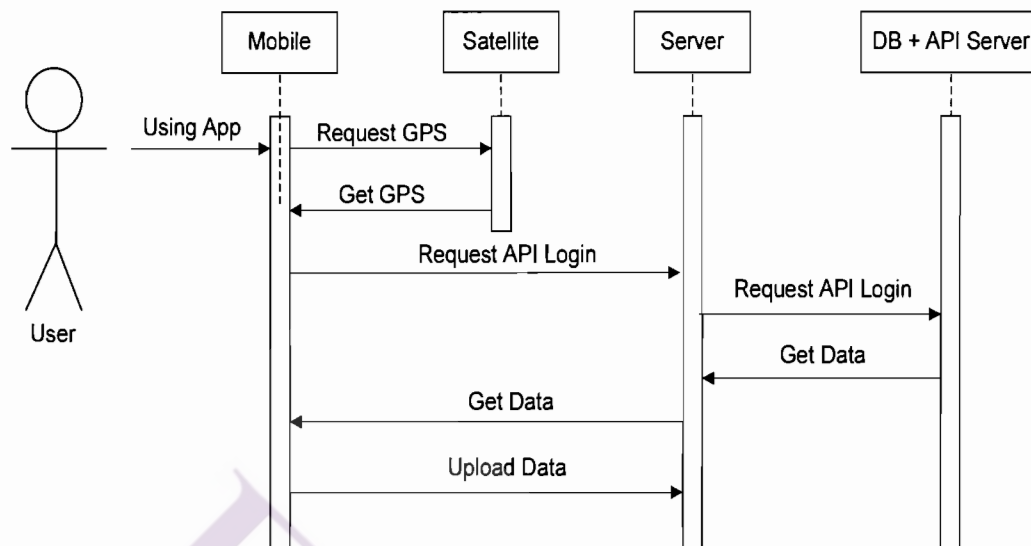 Mobile
Satellite
Server
DB + API Server
Using App
Request GPS
Get GPS
Request API Login
Request API Login
User
Get Data
Get Data
Upload Data